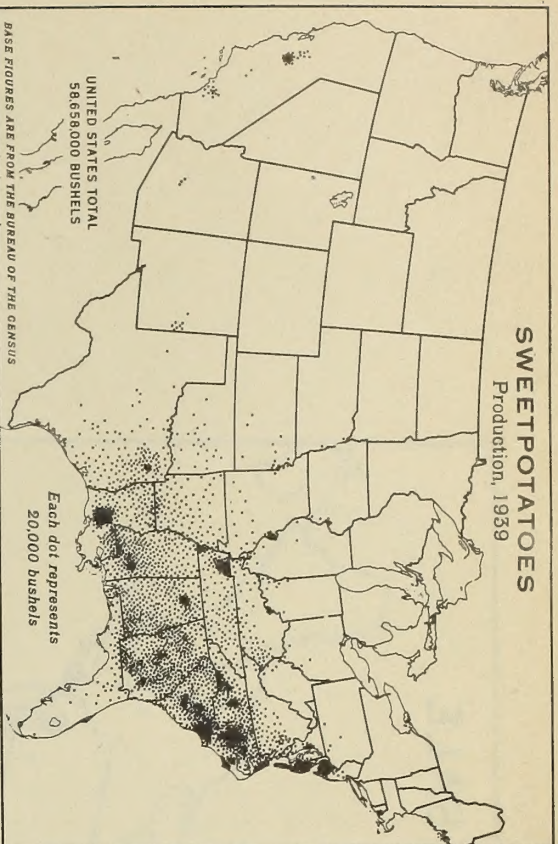 SWEETPOTATOES
Production, 1939
UNITED STATES TOTAL
58,658,000 BUSHELS
Each dot represents
20,000 bushels
BASE FIGURES ARE FROM THE BUREAU OF THE CENSUS